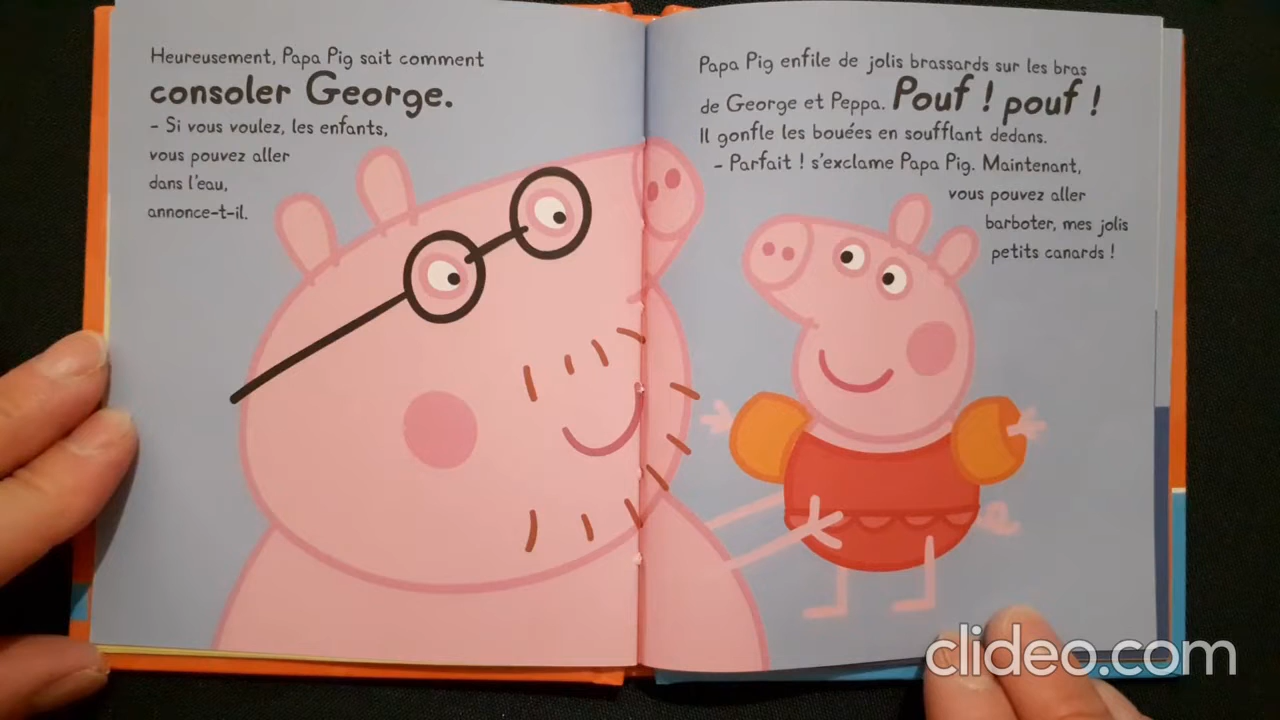 Heureusement, Papa Pig sait comment
consoler George.
– Si vous voulez, les enfants,
vous pouvez aller
dans l'eau,
annonce-t-il.
Papa Pig enfile de jolis brassards sur les bras
de George et Peppa. Pouf ! pouf !
Il gonfle les bouées en soufflant dedans.
– Parfait ! s'exclame Papa Pig. Maintenant,
vous pouvez aller
barboter, mes jolis
petits canards !
clideo.com